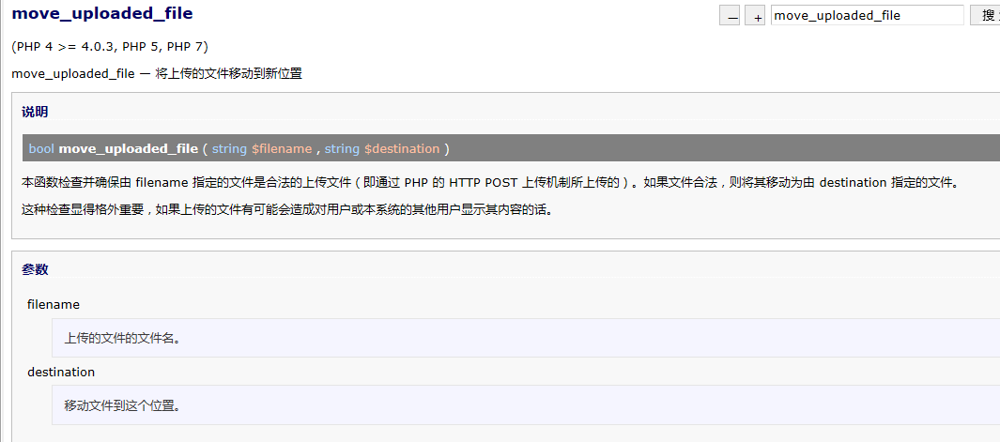 move_uploaded_file
— + move_uploaded_file 搜
(PHP 4 >= 4.0.3, PHP 5, PHP 7)
move_uploaded_file — 将上传的文件移动到新位置
说明
bool move_uploaded_file ( string $filename , string $destination )
本函数检查并确保由 filename 指定的文件是合法的上传文件（即通过 PHP 的 HTTP POST 上传机制所上传的）。如果文件合法，则将其移动为由 destination 指定的文件。
这种检查显得格外重要，如果上传的文件有可能会造成对用户或本系统的其他用户显示其内容的话。
参数
filename
上传的文件的文件名。
destination
移动文件到这个位置。